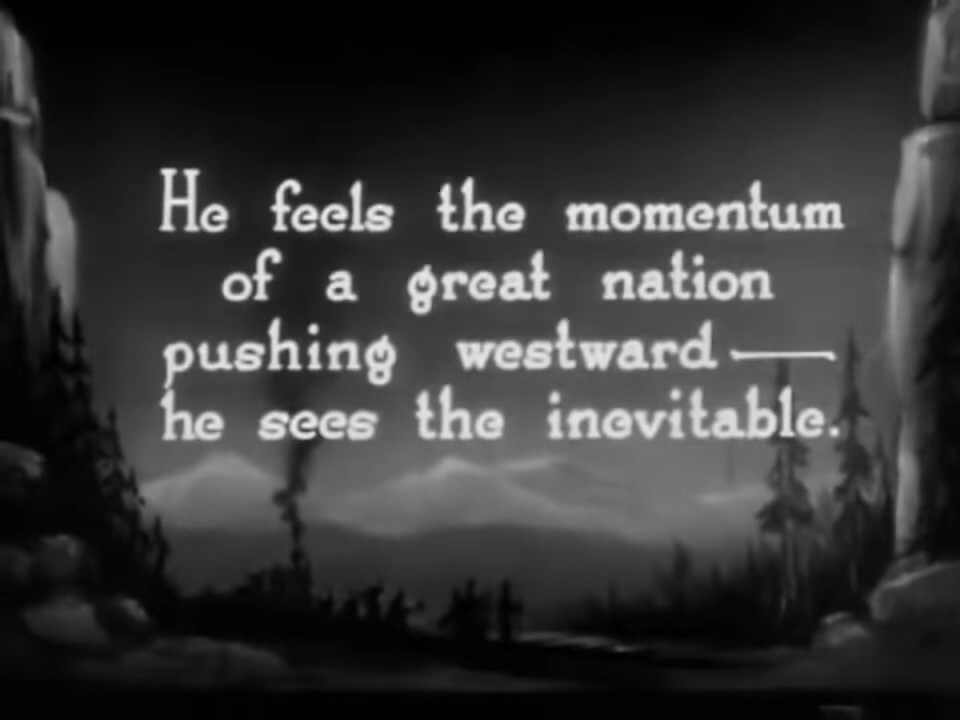 He feels the momentum
of a great nation
pushing westward —
he sees the inevitable.